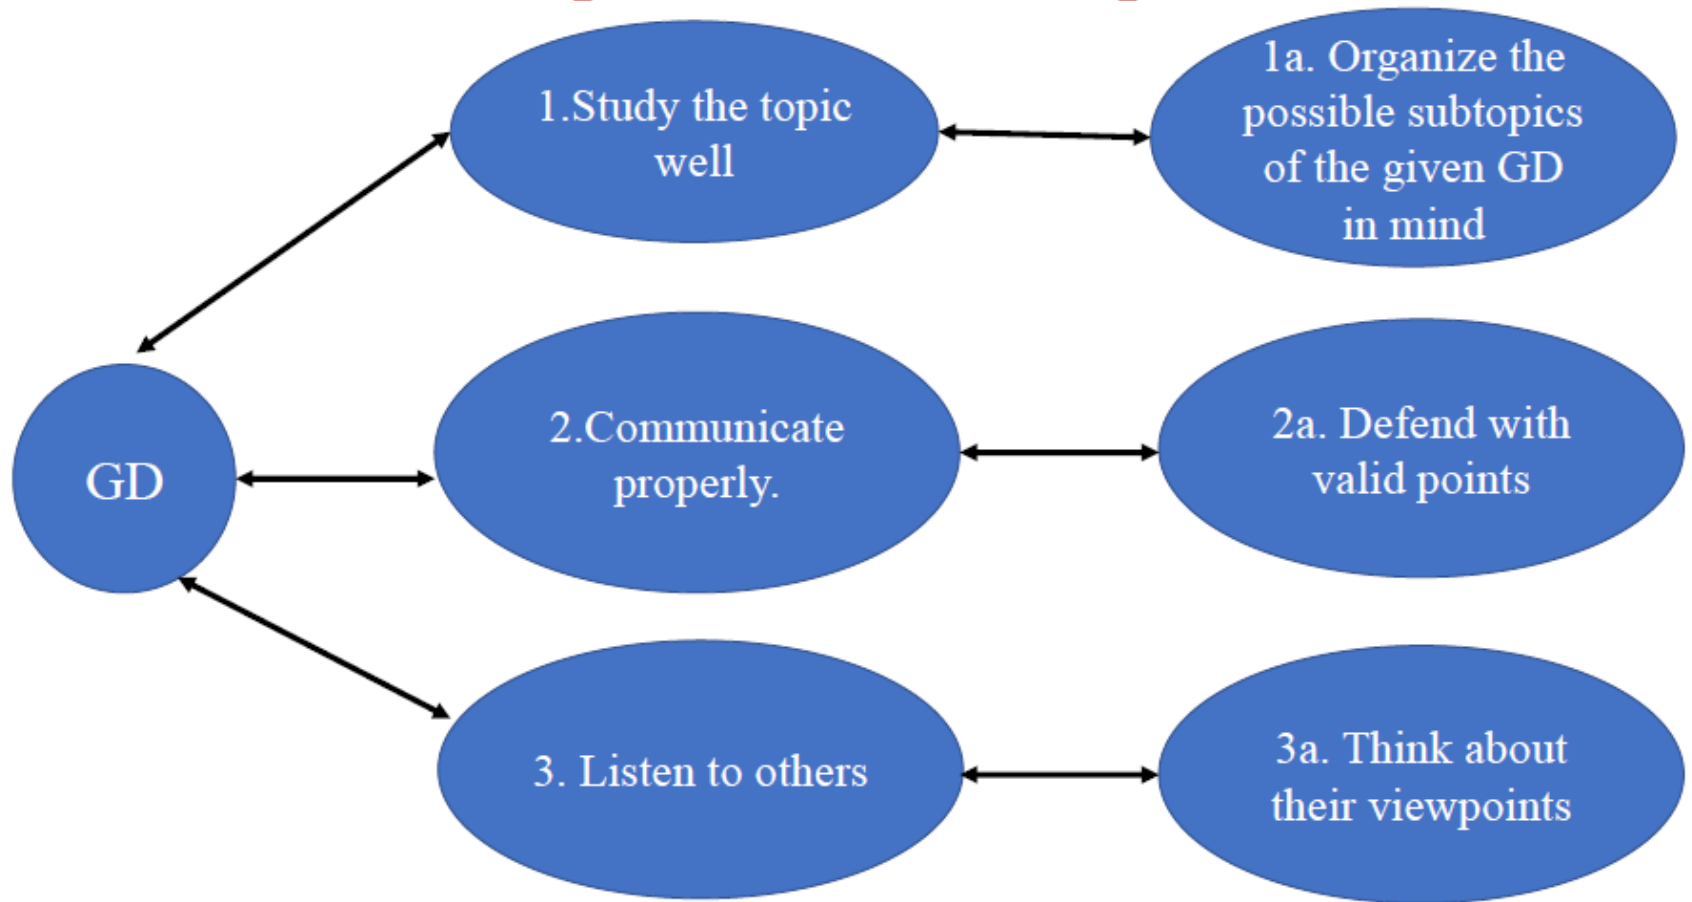 1.Study the topic
well
1a. Organize the
possible subtopics
of the given GD
in mind
GD
2.Communicate
properly.
2a. Defend with
valid points
3. Listen to others
3a. Think about
their viewpoints